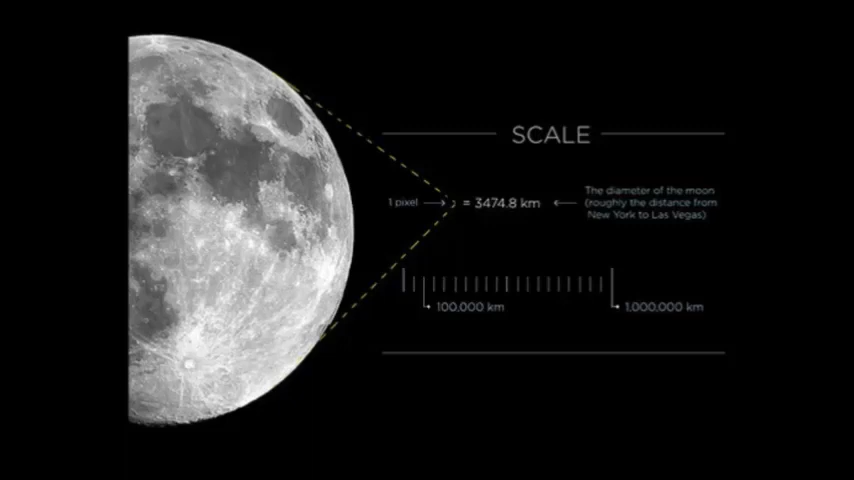 SCALE
1 pixel
= 3474.8 km
The diameter of the moon
(roughly the distance from
New York to Las Vegas)
100,000 km
1,000,000 km